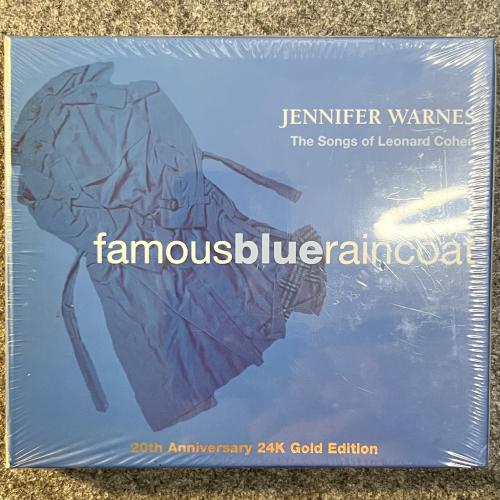 JENNIFER WARNES
The Songs of Leonard Cohen
famousblueraincoat
20th Anniversary 24K Gold Edition